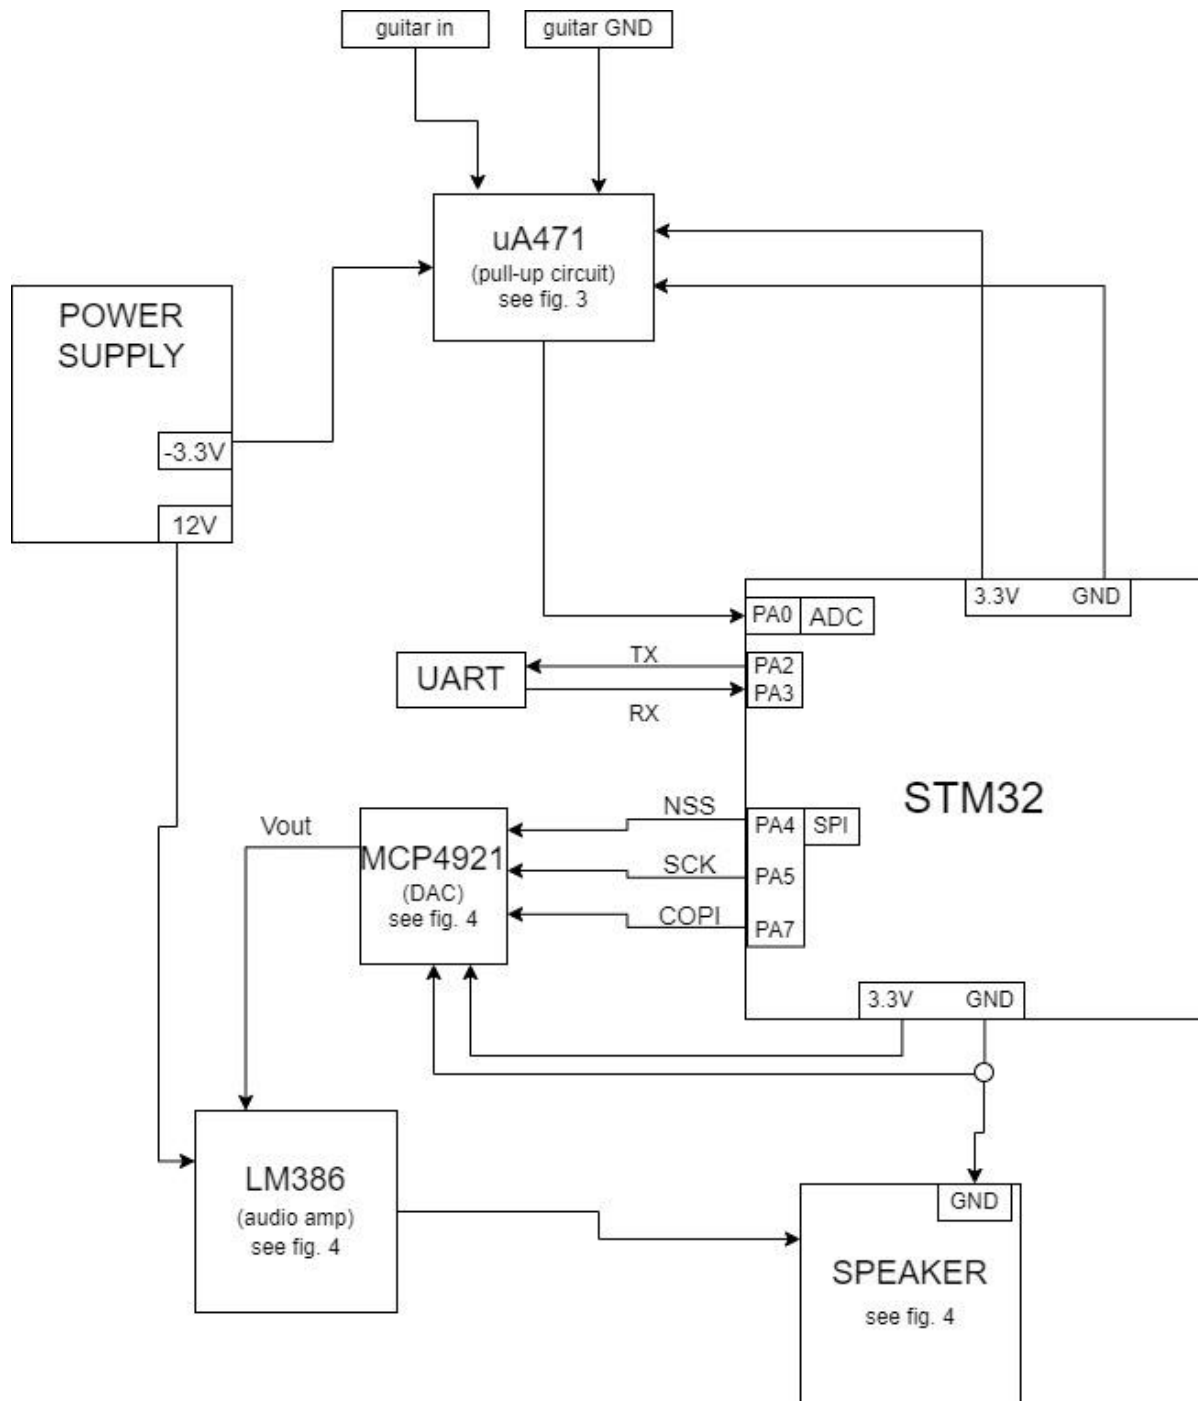 guitar in
guitar GND
uA471
(pull-up circuit)
see fig. 3
POWER
SUPPLY
-3.3V
12V
3.3V GND
PA0 ADC
TX
PA2
UART
PA3
RX
STM32
NSS
PA4 SPI
Vout
MCP4921
(DAC)
see fig. 4
SCK
PA5
COPI
PA7
3.3V GND
LM386
(audio amp)
see fig. 4
GND
SPEAKER
see fig. 4